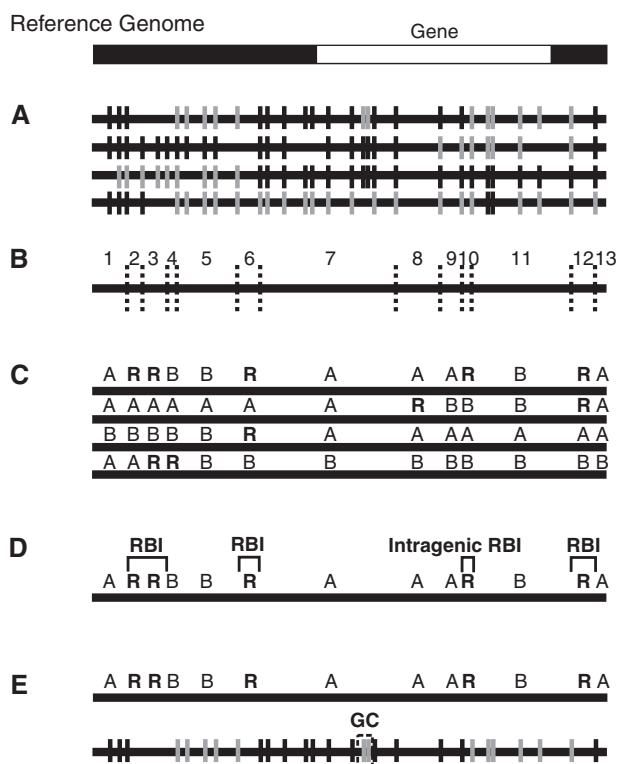 Reference Genome
Gene
A
B
1 2 3 4 5 6 7 8 9 10 11 12 13
C
A R R B B R A A A R B R A
A A A A A A A R B B B R A
B B B B B R A A A A A A A
A A R R B B B B B B B B B
D
RBI RBI Intragenic RBI RBI
A R R B B R A A A R B R A
E
A R R B B R A A A R B R A
GC